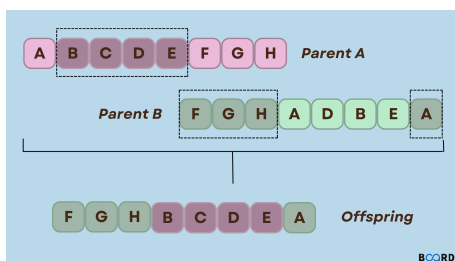 A B C D E F G H Parent A
Parent B F G H A D B E A
F G H B C D E A Offspring
BOARD